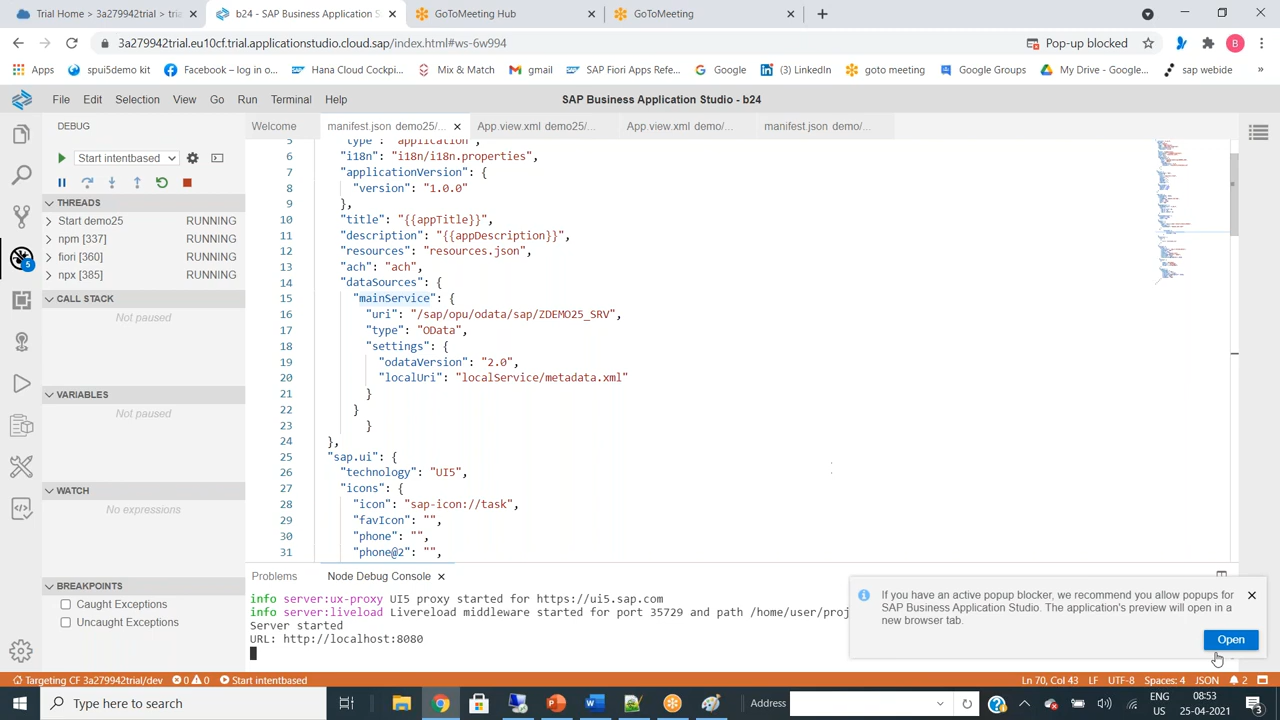 Trial Home | Trial Home >
b24 - SAP Business Application S
GoToMeeting Hub
GoToMeeting
3a279942trial.eu10cf.trial.applicationstudio.cloud.sap/index.html#ws-6w994
Pop-up blocked
B
Apps
spui5demo kit
Facebook – log in o...
Hana Cloud Cockpi...
Mix & Match
gmail
SAP Fiori Apps Refe...
Google
(3) LinkedIn
goto meeting
Google Groups
My Drive - Google...
sap webide
»
File Edit Selection View Go Run Terminal Help
SAP Business Application Studio - b24
DEBUG
Welcome
manifest.json demo25/...
App.view.xml demo25/...
App.view.xml demo/...
manifest.json demo/...
Start intentbased
THREADS
Start demo25 RUNNING
npm [337] RUNNING
fiori [360] RUNNING
npx [385] RUNNING
CALL STACK
Not paused
VARIABLES
Not paused
WATCH
No expressions
BREAKPOINTS
Caught Exceptions
Uncaught Exceptions
5 "type": "application",
6 "i18n": "i18n/i18n.properties",
7 "applicationVersion": {
8 "version": "1.0.0"
9 },
10 "title": "{{appTitle}}",
11 "description": "{{appDescription}}",
12 "resources": "resources.json",
13 "ach": "ach",
14 "dataSources": {
15 "mainService": {
16 "uri": "/sap/opu/odata/sap/ZDEMO25_SRV",
17 "type": "OData",
18 "settings": {
19 "odataVersion": "2.0",
20 "localUri": "localService/metadata.xml"
21 }
22 }
23 }
24 },
25 "sap.ui": {
26 "technology": "UI5",
27 "icons": {
28 "icon": "sap-icon://task",
29 "favIcon": "",
30 "phone": "",
31 "phone@2": "",
Problems
Node Debug Console
info server:ux-proxy UI5 proxy started for https://ui5.sap.com
info server:liveload Livereload middleware started for port 35729 and path /home/user/proj
Server started
URL: http://localhost:8080
If you have an active popup blocker, we recommend you allow popups for
SAP Business Application Studio. The application's preview will open in a
new browser tab.
Open
Targeting CF 3a279942trial/dev
0
0
Start intentbased
Ln 70, Col 43 LF UTF-8 Spaces: 4 JSON
2
Type here to search
Address
ENG
US
08:53
25-04-2021
3